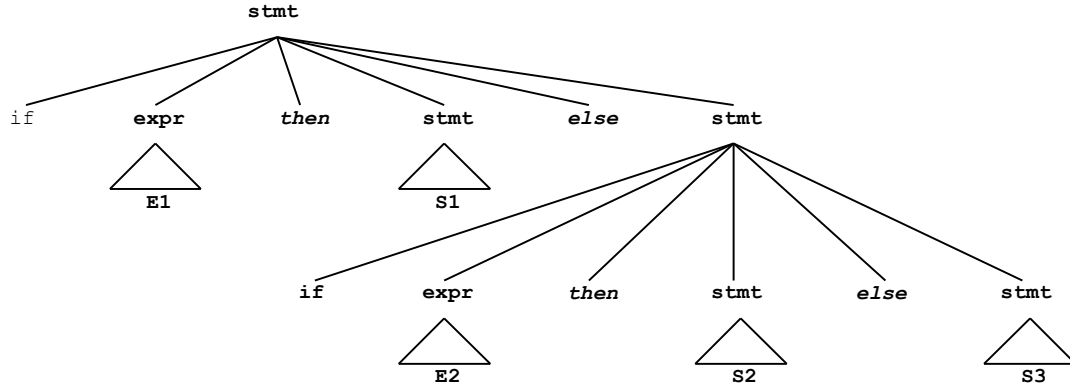 stmt
if expr then stmt else stmt
E1 S1
if expr then stmt else stmt
E2 S2 S3